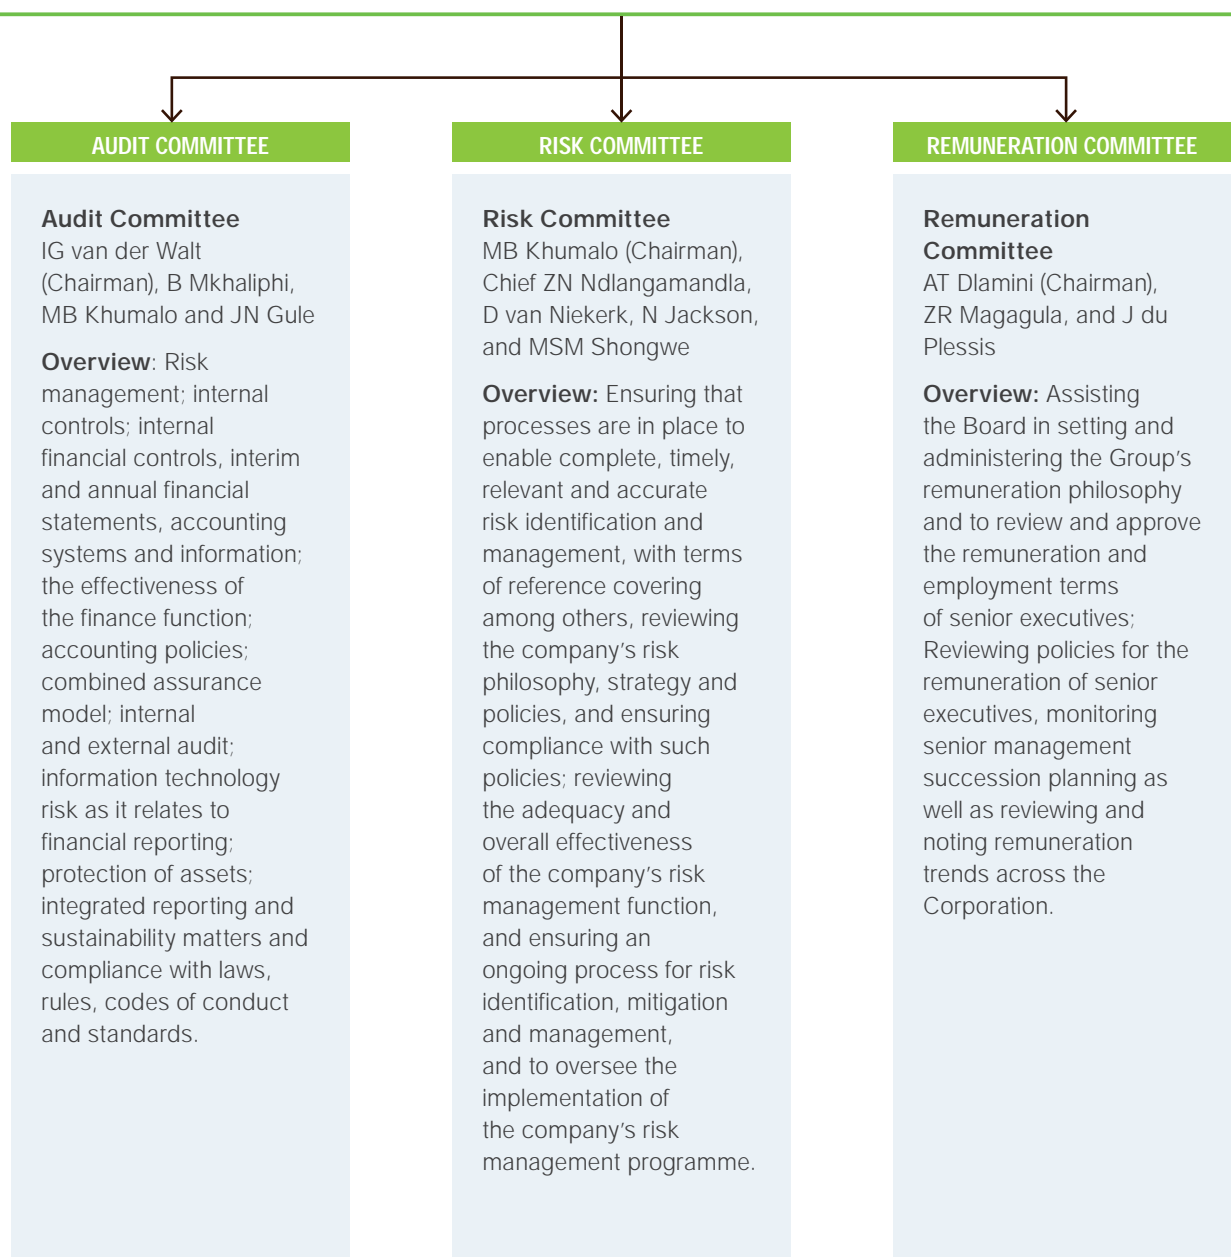 AUDIT COMMITTEE
Audit Committee
IG van der Walt
(Chairman), B Mkhaliphi,
MB Khumalo and JN Gule
Overview: Risk
management; internal
controls; internal
financial controls, interim
and annual financial
statements, accounting
systems and information;
the effectiveness of
the finance function;
accounting policies;
combined assurance
model; internal
and external audit;
information technology
risk as it relates to
financial reporting;
protection of assets;
integrated reporting and
sustainability matters and
compliance with laws,
rules, codes of conduct
and standards.
RISK COMMITTEE
Risk Committee
MB Khumalo (Chairman),
Chief ZN Ndlangamandla,
D van Niekerk, N Jackson,
and MSM Shongwe
Overview: Ensuring that
processes are in place to
enable complete, timely,
relevant and accurate
risk identification and
management, with terms
of reference covering
among others, reviewing
the company's risk
philosophy, strategy and
policies, and ensuring
compliance with such
policies; reviewing
the adequacy and
overall effectiveness
of the company's risk
management function,
and ensuring an
ongoing process for risk
identification, mitigation
and management,
and to oversee the
implementation of
the company's risk
management programme.
REMUNERATION COMMITTEE
Remuneration
Committee
AT Dlamini (Chairman),
ZR Magagula, and J du
Plessis
Overview: Assisting
the Board in setting and
administering the Group's
remuneration philosophy
and to review and approve
the remuneration and
employment terms
of senior executives;
Reviewing policies for the
remuneration of senior
executives, monitoring
senior management
succession planning as
well as reviewing and
noting remuneration
trends across the
Corporation.